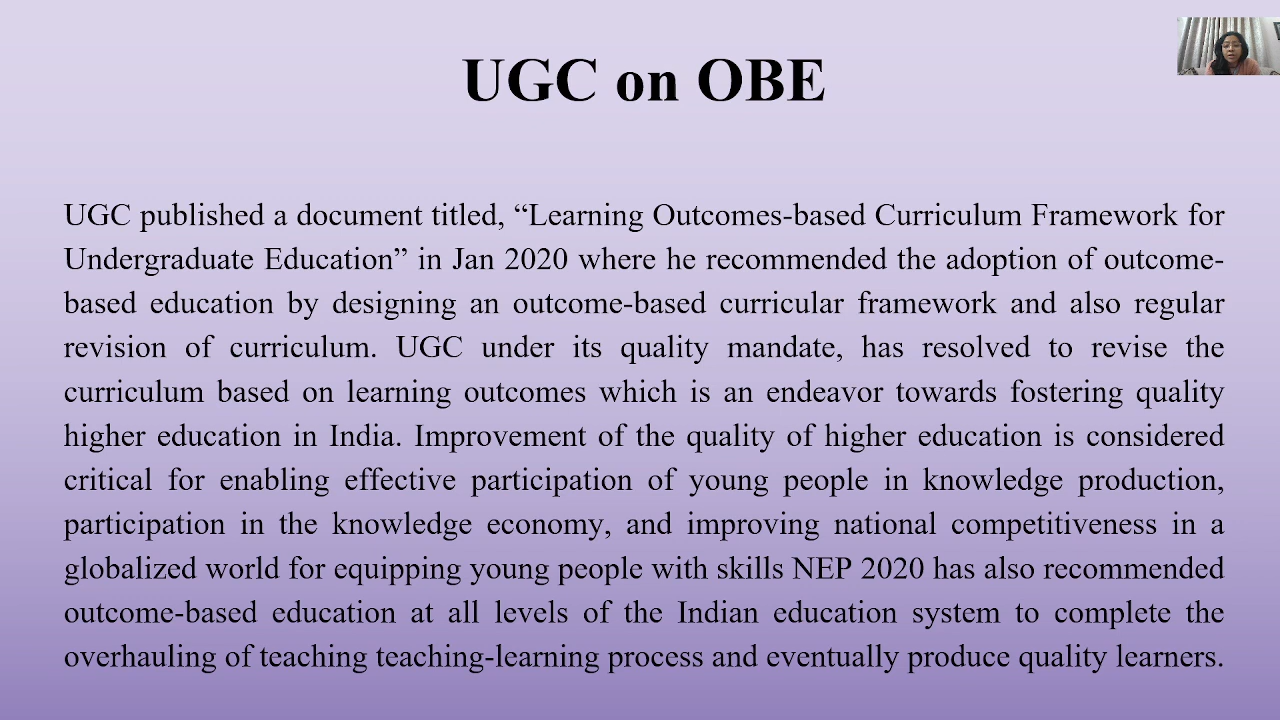 UGC on OBE
UGC published a document titled, “Learning Outcomes-based Curriculum Framework for
Undergraduate Education” in Jan 2020 where he recommended the adoption of outcome-
based education by designing an outcome-based curricular framework and also regular
revision of curriculum. UGC under its quality mandate, has resolved to revise the
curriculum based on learning outcomes which is an endeavor towards fostering quality
higher education in India. Improvement of the quality of higher education is considered
critical for enabling effective participation of young people in knowledge production,
participation in the knowledge economy, and improving national competitiveness in a
globalized world for equipping young people with skills NEP 2020 has also recommended
outcome-based education at all levels of the Indian education system to complete the
overhauling of teaching teaching-learning process and eventually produce quality learners.